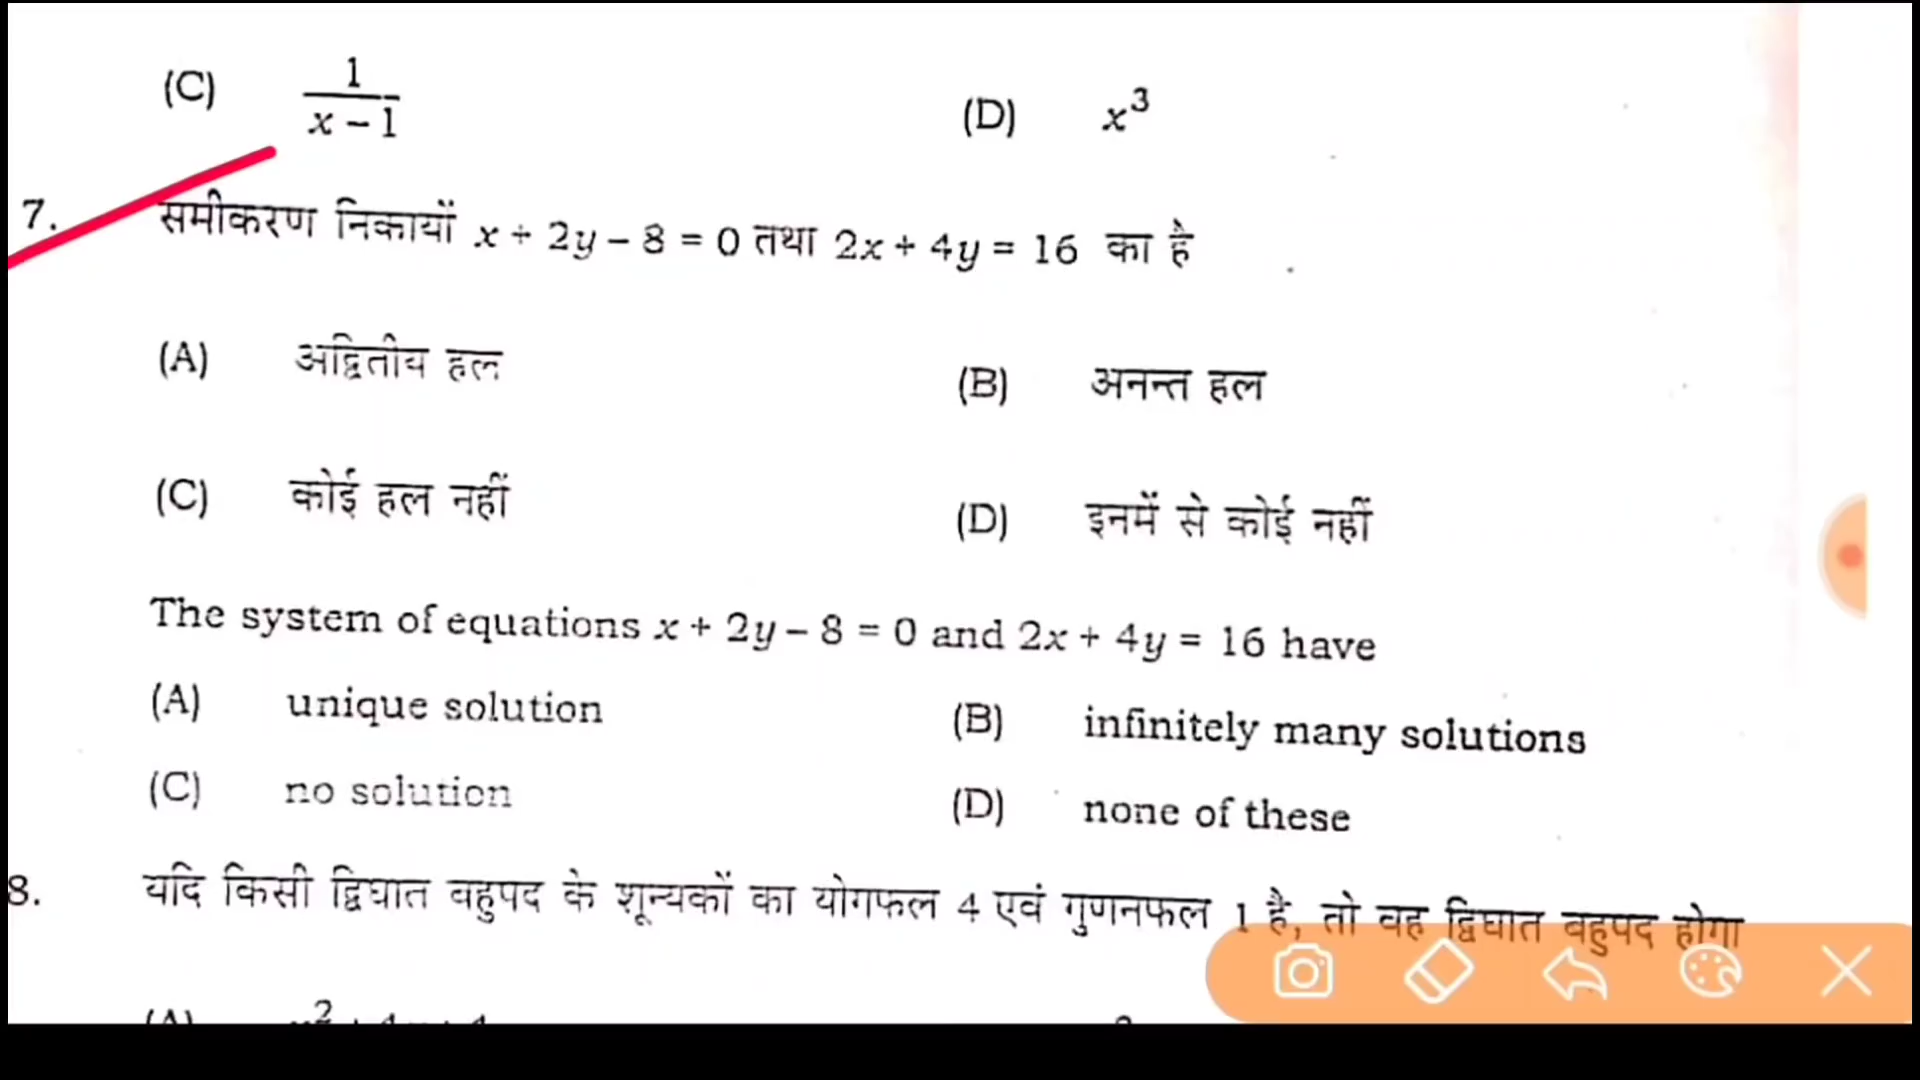 (C) 1/(x – 1) (D) x³
7. समीकरण निकायों x + 2y – 8 = 0 तथा 2x + 4y = 16 का है
(A) अद्वितीय हल (B) अनन्त हल
(C) कोई हल नहीं (D) इनमें से कोई नहीं
The system of equations x + 2y – 8 = 0 and 2x + 4y = 16 have
(A) unique solution (B) infinitely many solutions
(C) no solution (D) none of these
8. यदि किसी द्विघात बहुपद के शून्यकों का योगफल 4 एवं गुणनफल 1 है, तो वह द्विघात बहुपद होगा